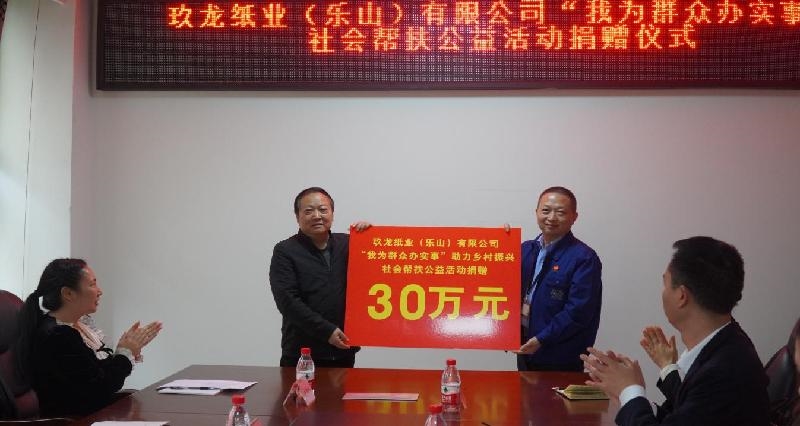 玖龙纸业（乐山）有限公司“我为群众办实事
社会帮扶公益活动捐赠仪式
玖龙纸业（乐山）有限公司
“我为群众办实事”助力乡村振兴
社会帮扶公益活动捐赠
30万元